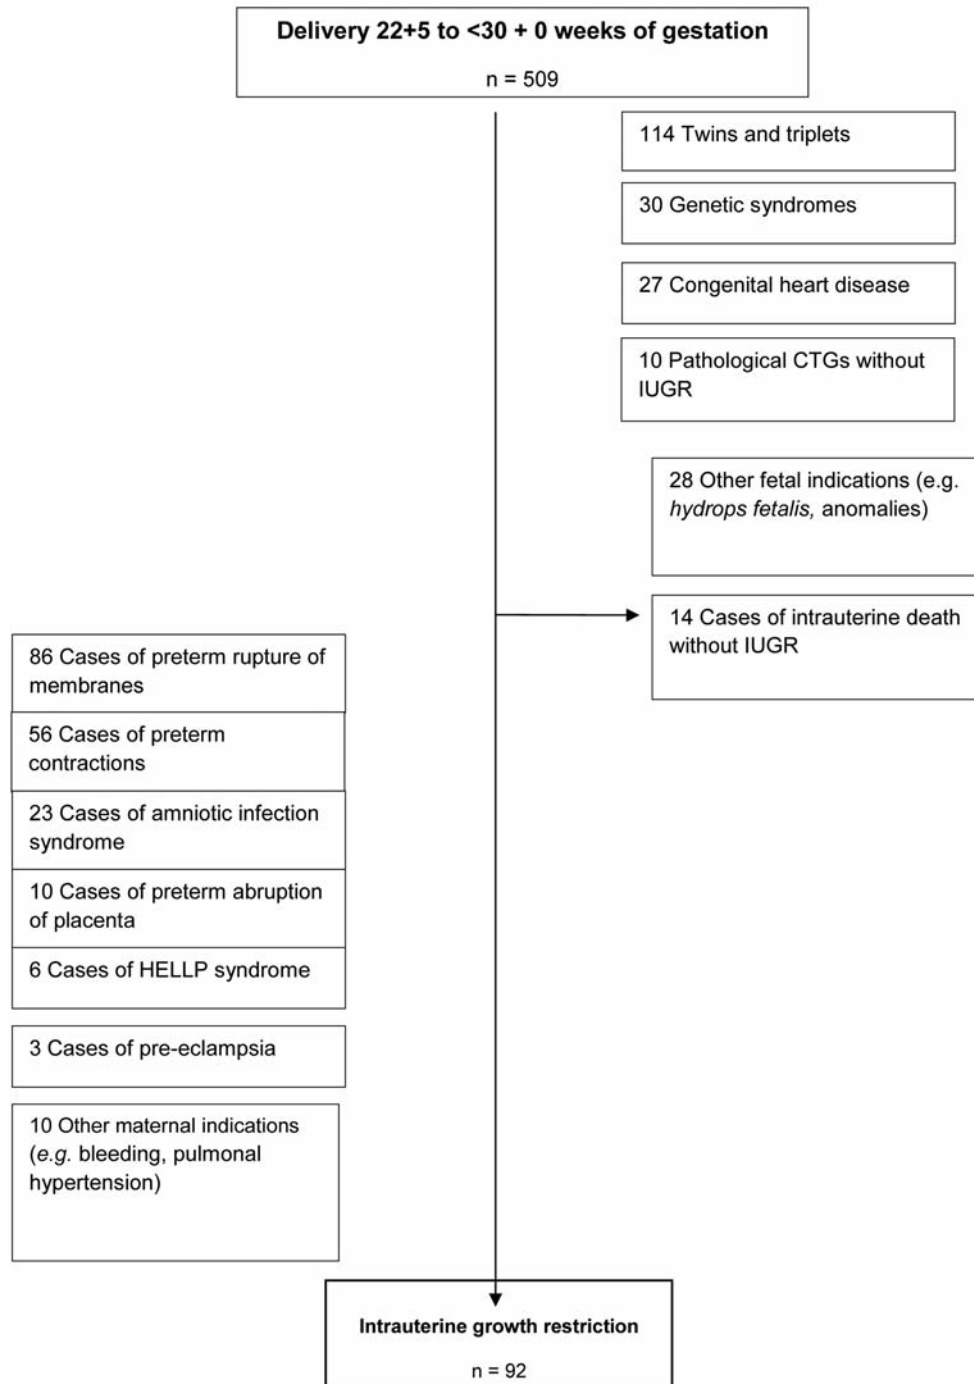 Delivery 22+5 to <30 + 0 weeks of gestation
n = 509
114 Twins and triplets
30 Genetic syndromes
27 Congenital heart disease
10 Pathological CTGs without
IUGR
28 Other fetal indications (e.g.
hydrops fetalis, anomalies)
14 Cases of intrauterine death
without IUGR
86 Cases of preterm rupture of
membranes
56 Cases of preterm
contractions
23 Cases of amniotic infection
syndrome
10 Cases of preterm abruption
of placenta
6 Cases of HELLP syndrome
3 Cases of pre-eclampsia
10 Other maternal indications
(e.g. bleeding, pulmonal
hypertension)
Intrauterine growth restriction
n = 92